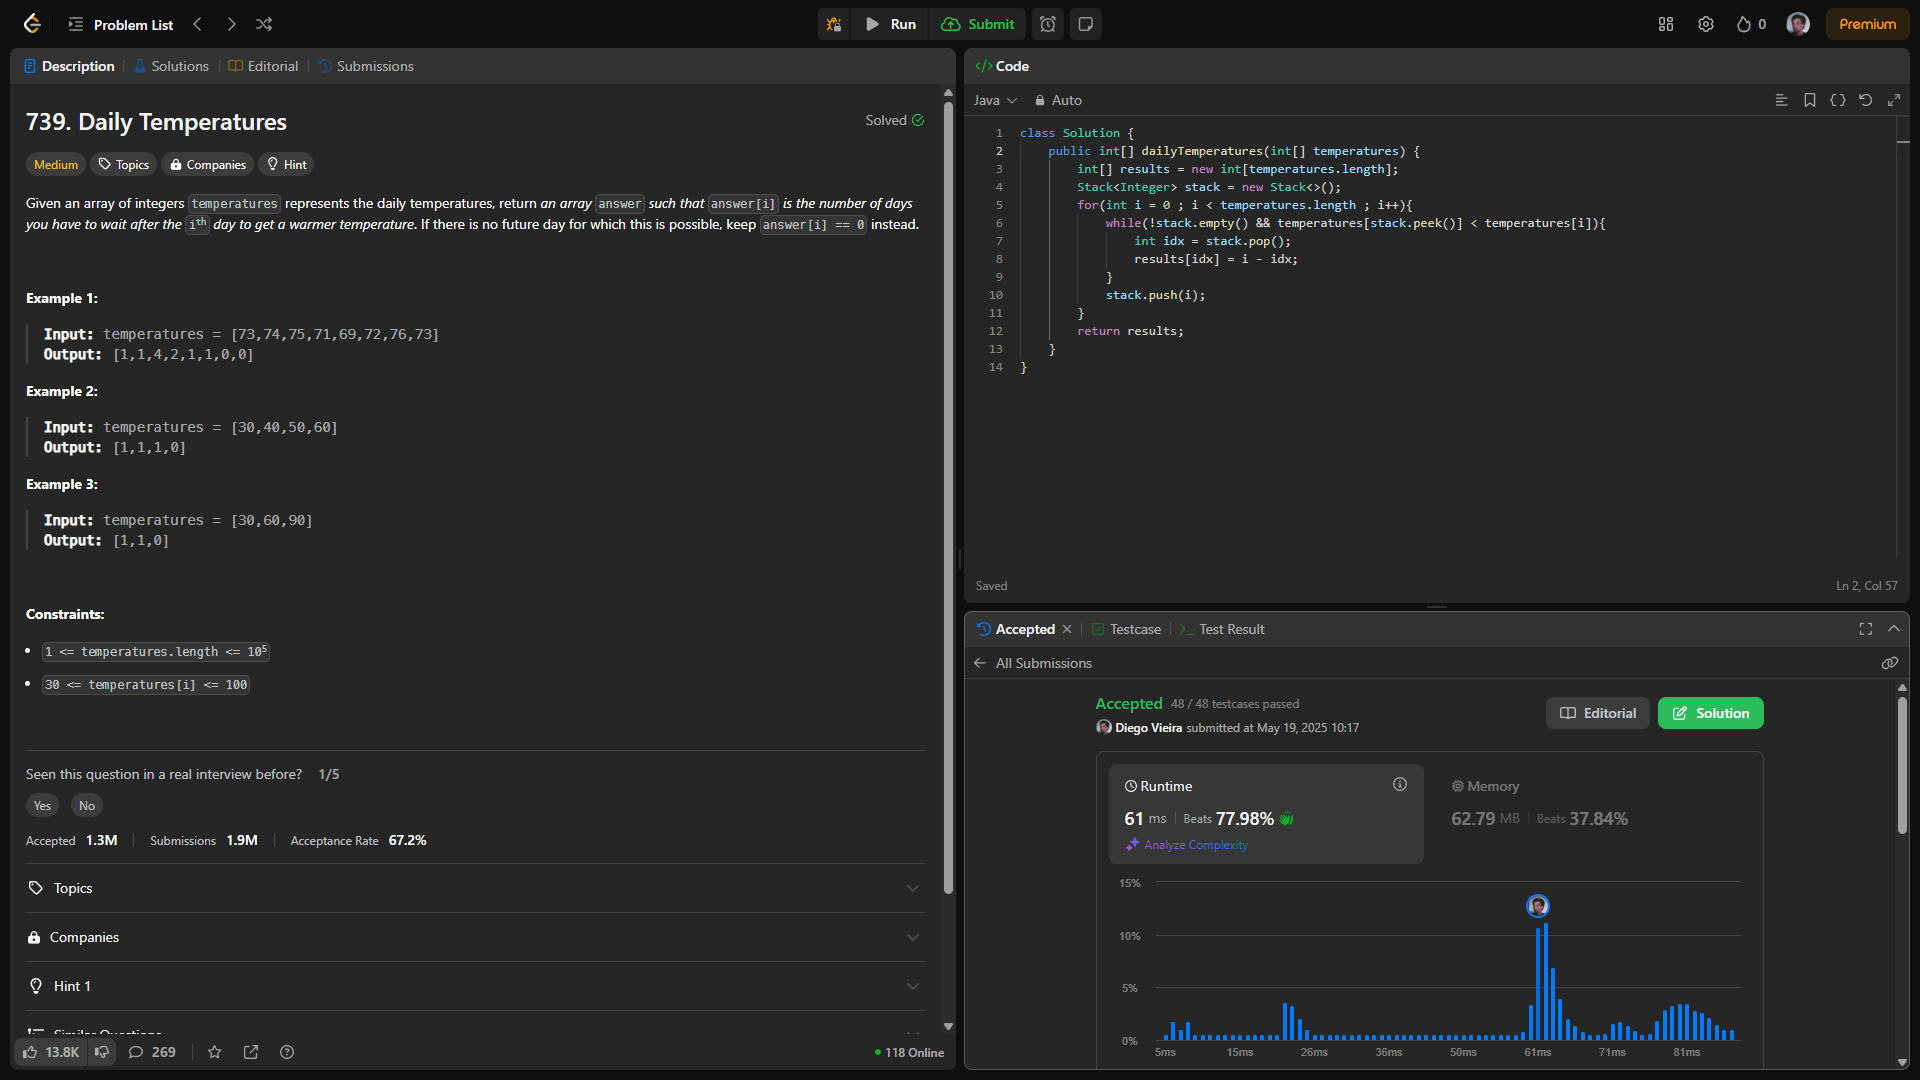 Problem List
Run
Submit
0
Premium
Description
Solutions
Editorial
Submissions
739. Daily Temperatures
Solved
Medium
Topics
Companies
Hint
Given an array of integers temperatures represents the daily temperatures, return an array answer such that answer[i] is the number of days
you have to wait after the ith day to get a warmer temperature. If there is no future day for which this is possible, keep answer[i] == 0 instead.
Example 1:
Input: temperatures = [73,74,75,71,69,72,76,73]
Output: [1,1,4,2,1,1,0,0]
Example 2:
Input: temperatures = [30,40,50,60]
Output: [1,1,1,0]
Example 3:
Input: temperatures = [30,60,90]
Output: [1,1,0]
Constraints:
1 <= temperatures.length <= 10⁵
30 <= temperatures[i] <= 100
Seen this question in a real interview before? 1/5
Yes
No
Accepted 1.3M
Submissions 1.9M
Acceptance Rate 67.2%
Topics
Companies
Hint 1
13.8K
269
118 Online
Code
Java
Auto
1 class Solution {
2 public int[] dailyTemperatures(int[] temperatures) {
3 int[] results = new int[temperatures.length];
4 Stack<Integer> stack = new Stack<>();
5 for(int i = 0 ; i < temperatures.length ; i++){
6 while(!stack.empty() && temperatures[stack.peek()] < temperatures[i]){
7 int idx = stack.pop();
8 results[idx] = i - idx;
9 }
10 stack.push(i);
11 }
12 return results;
13 }
14 }
Saved
Ln 2, Col 57
Accepted
Testcase
Test Result
All Submissions
Accepted 48 / 48 testcases passed
Diego Vieira submitted at May 19, 2025 10:17
Editorial
Solution
Runtime
61 ms
Beats 77.98%
Analyze Complexity
Memory
62.79 MB
Beats 37.84%
15%
10%
5%
0%
5ms
15ms
26ms
36ms
50ms
61ms
71ms
81ms